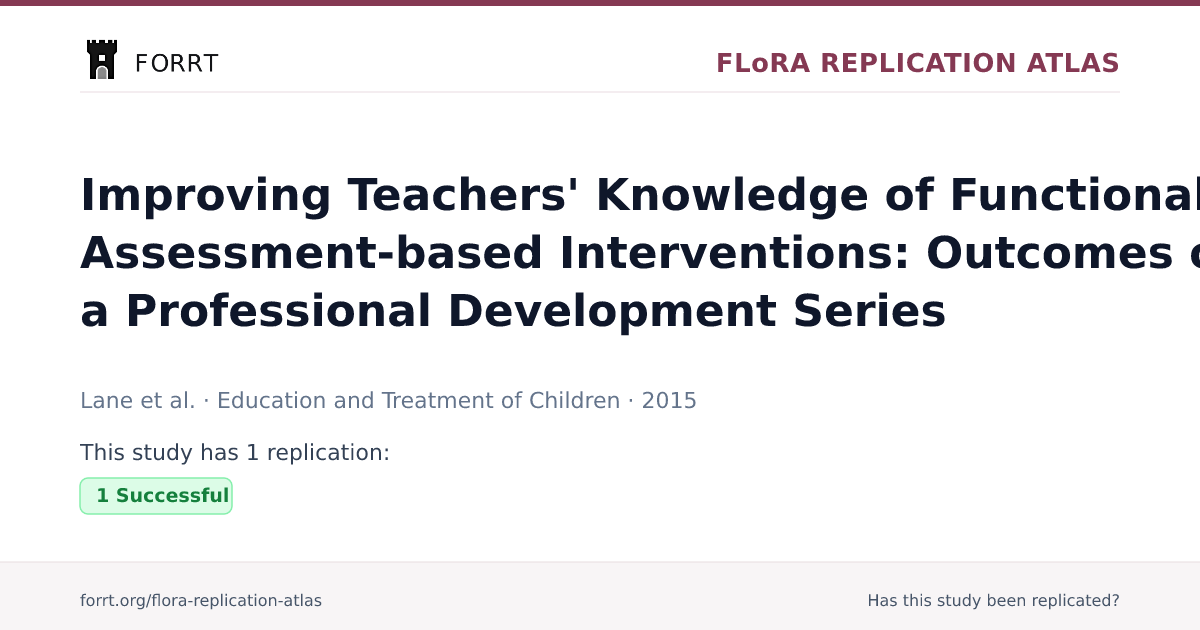 FORRT
FLoRA REPLICATION ATLAS
Improving Teachers' Knowledge of Functional
Assessment-based Interventions: Outcomes
a Professional Development Series
Lane et al. · Education and Treatment of Children · 2015
This study has 1 replication:
1 Successful
forrt.org/flora-replication-atlas
Has this study been replicated?